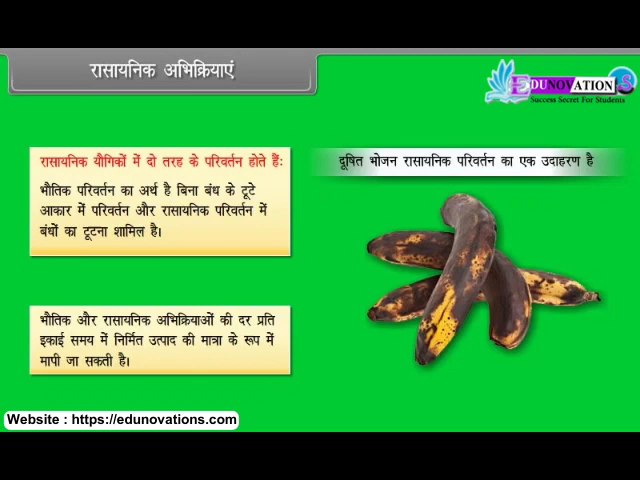 रासायनिक अभिक्रियाएं
EDUNOVATIONS
Success Secret For Students
रासायनिक यौगिकों में दो तरह के परिवर्तन होते हैं:
भौतिक परिवर्तन का अर्थ है बिना बंध के टूटे
आकार में परिवर्तन और रासायनिक परिवर्तन में
बंधों का टूटना शामिल है।
दूषित भोजन रासायनिक परिवर्तन का एक उदाहरण है
भौतिक और रासायनिक अभिक्रियाओं की दर प्रति
इकाई समय में निर्मित उत्पाद की मात्रा के रूप में
मापी जा सकती है।
Website : https://edunovations.com/